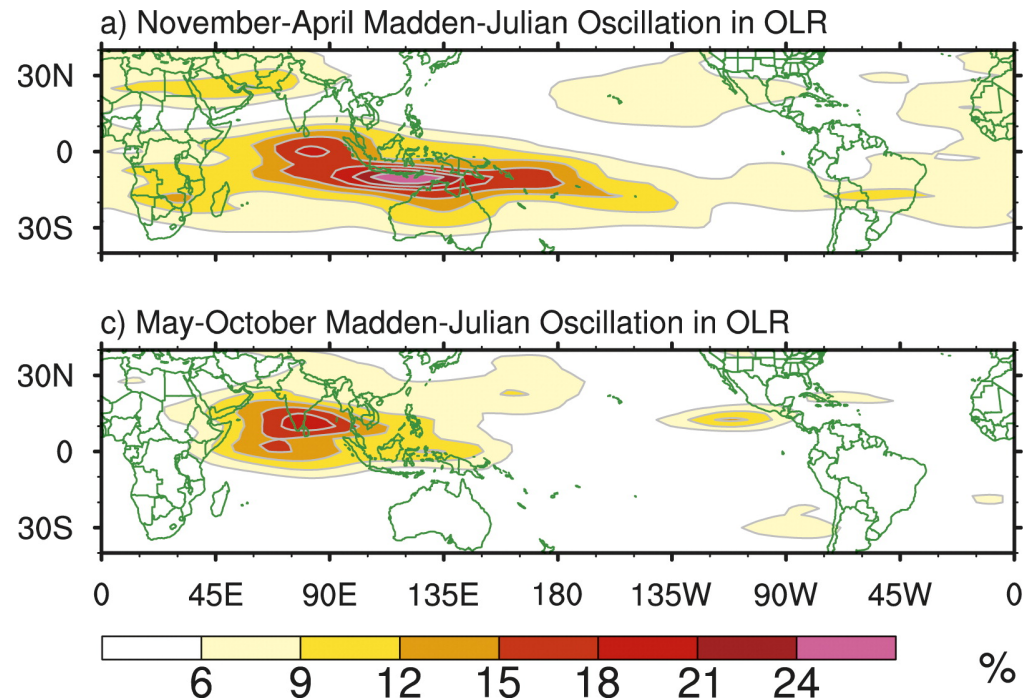 a) November-April Madden-Julian Oscillation in OLR
30N
0
30S
c) May-October Madden-Julian Oscillation in OLR
30N
0
30S
0 45E 90E 135E 180 135W 90W 45W 0
6 9 12 15 18 21 24 %